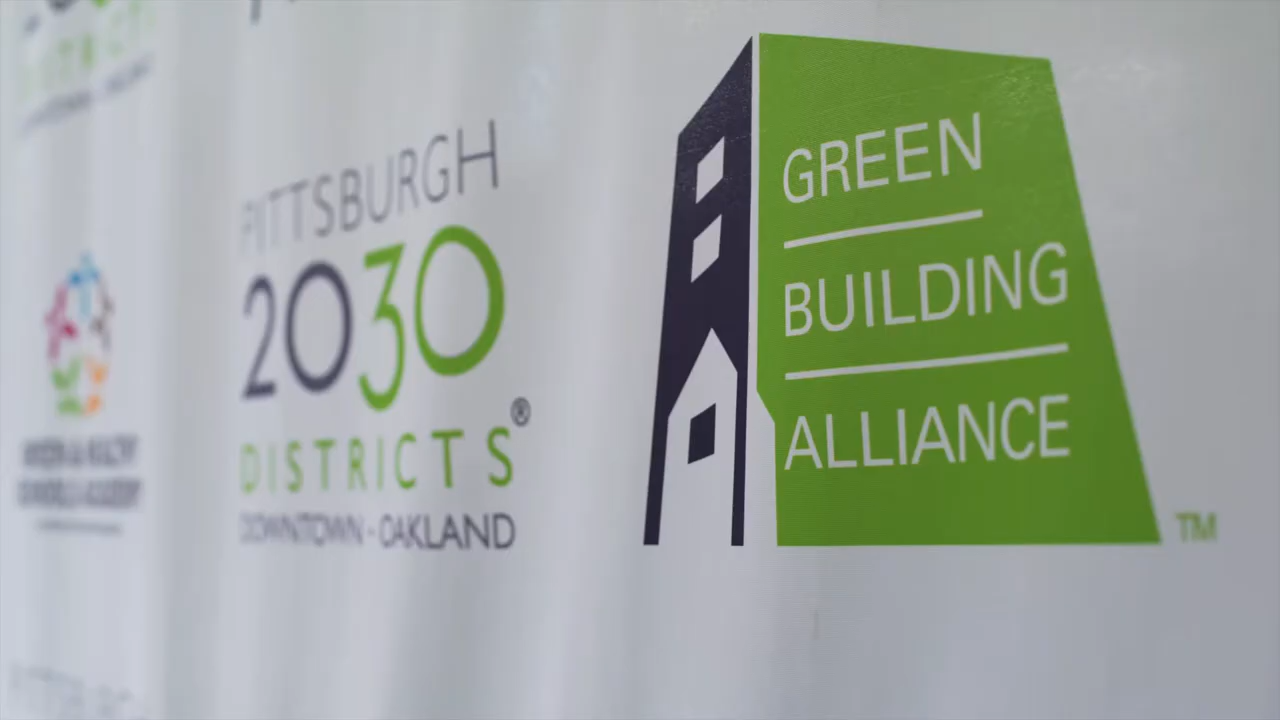 PITTSBURGH
2030
DISTRICTS®
DOWNTOWN - OAKLAND
GREEN
BUILDING
ALLIANCE
TM